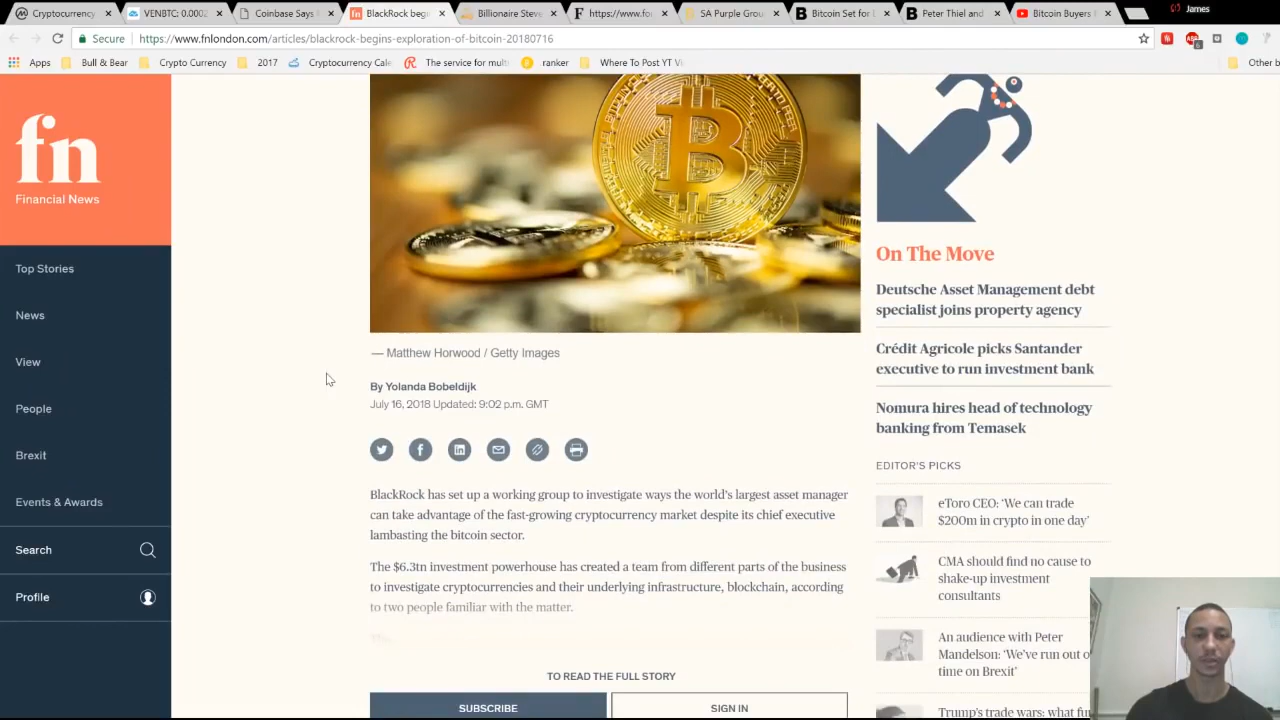 Cryptocurrency
VENBTC: 0.0002
Coinbase Says
BlackRock beg
Billionaire Steve
https://www.fo
SA Purple Grou
Bitcoin Set for
Peter Thiel and
Bitcoin Buyers
James
Secure
https://www.fnlondon.com/articles/blackrock-begins-exploration-of-bitcoin-20180716
Apps
Bull & Bear
Crypto Currency
2017
Cryptocurrency Cale
The service for mult
ranker
Where To Post YT Vi
Other b
fn
Financial News
Top Stories
News
View
People
Brexit
Events & Awards
Search
Profile
— Matthew Horwood / Getty Images
By Yolanda Bobeldijk
July 16, 2018 Updated: 9:02 p.m. GMT
BlackRock has set up a working group to investigate ways the world's largest asset manager
can take advantage of the fast-growing cryptocurrency market despite its chief executive
lambasting the bitcoin sector.
The $6.3tn investment powerhouse has created a team from different parts of the business
to investigate cryptocurrencies and their underlying infrastructure, blockchain, according
to two people familiar with the matter.
TO READ THE FULL STORY
SUBSCRIBE
SIGN IN
On The Move
Deutsche Asset Management debt
specialist joins property agency
Crédit Agricole picks Santander
executive to run investment bank
Nomura hires head of technology
banking from Temasek
EDITOR'S PICKS
eToro CEO: 'We can trade
$200m in crypto in one day'
CMA should find no cause to
shake-up investment
consultants
An audience with Peter
Mandelson: 'We've run out o
time on Brexit'
Trump's trade wars: what fu